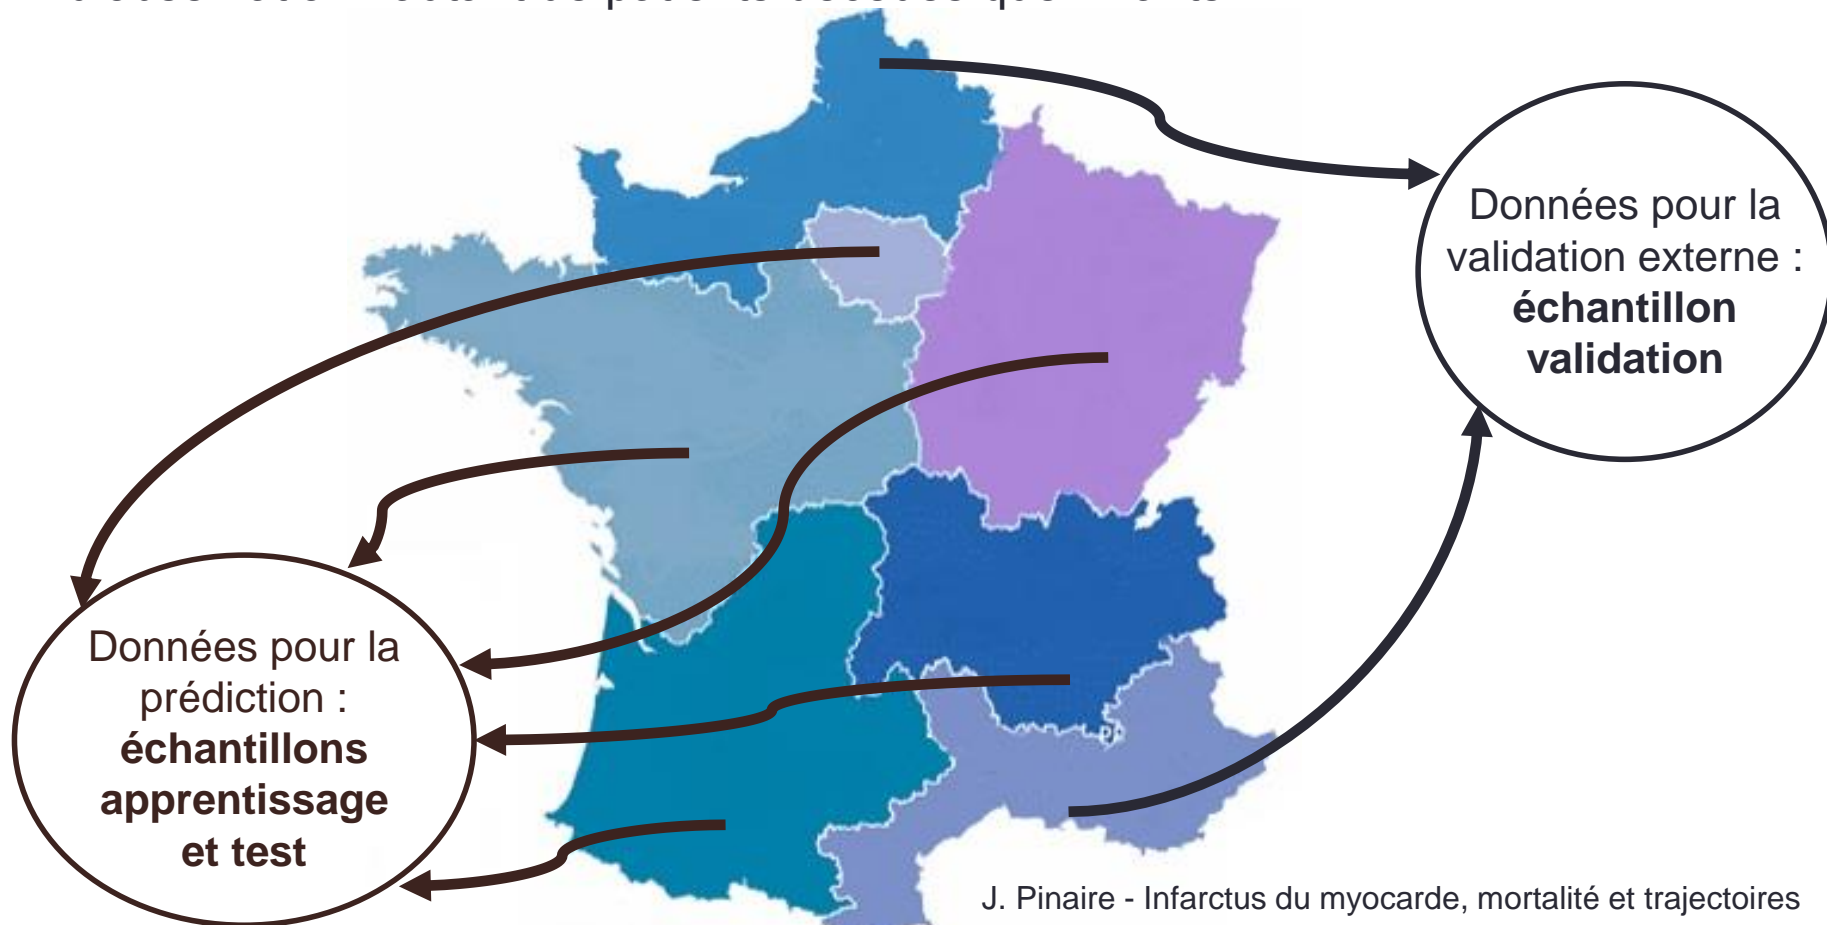 Données pour la
validation externe :
échantillon
validation
Données pour la
prédiction :
échantillons
apprentissage
et test
J. Pinaire - Infarctus du myocarde, mortalité et trajectoires